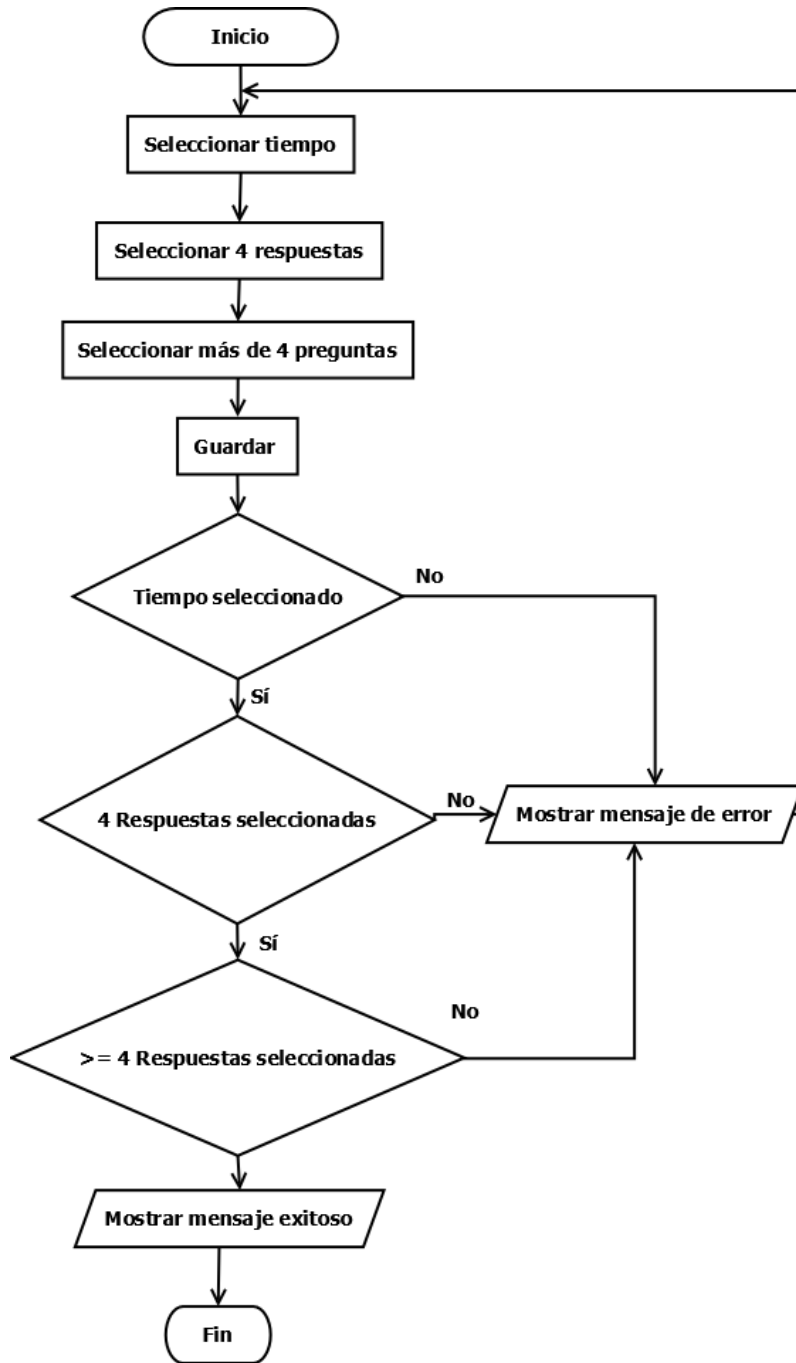 Inicio
Seleccionar tiempo
Seleccionar 4 respuestas
Seleccionar más de 4 preguntas
Guardar
Tiempo seleccionado
No
Sí
4 Respuestas seleccionadas
No
Mostrar mensaje de error
Sí
>= 4 Respuestas seleccionadas
No
Mostrar mensaje exitoso
Fin